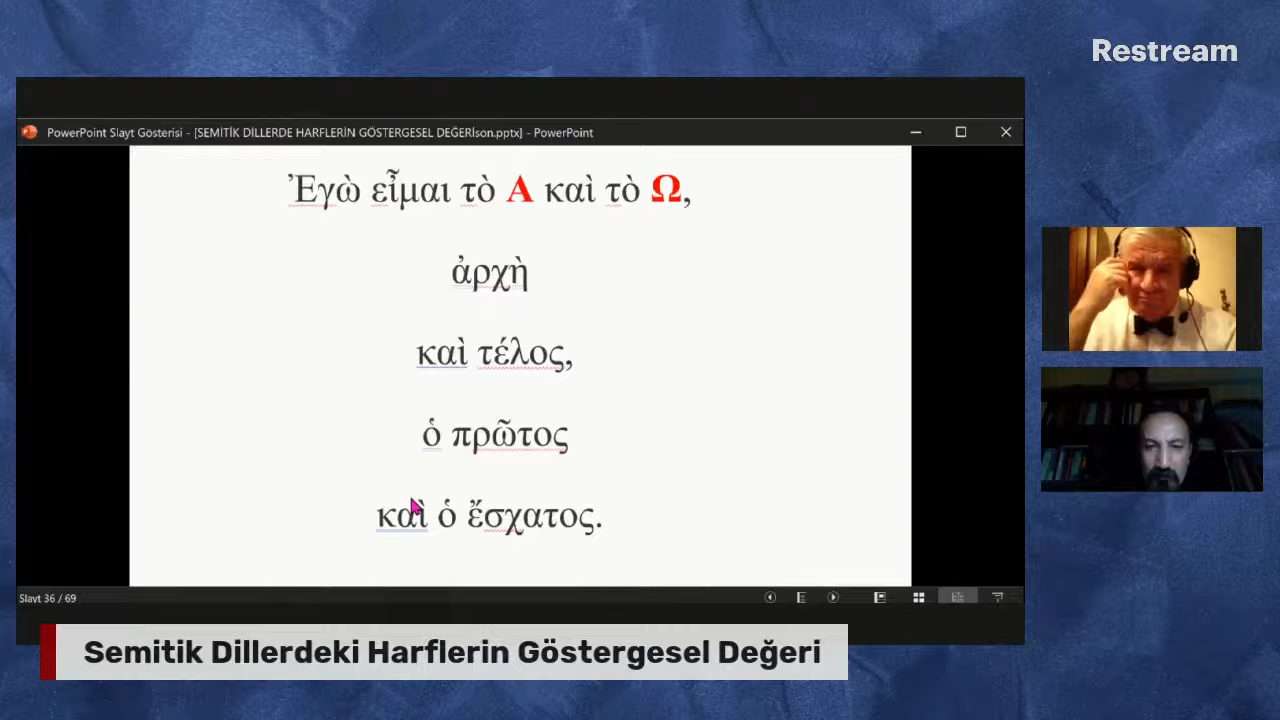 Restream
PowerPoint Slayt Gösterisi - [SEMİTİK DİLLERDE HARFLERİN GÖSTERGESEL DEĞERİson.pptx] - PowerPoint
Ἐγὼ εἶμαι τὸ Α καὶ τὸ Ω,
ἀρχὴ
καὶ τέλος,
ὁ πρῶτος
καὶ ὁ ἔσχατος.
Slayt 36 / 69
Semitik Dillerdeki Harflerin Göstergesel Değeri